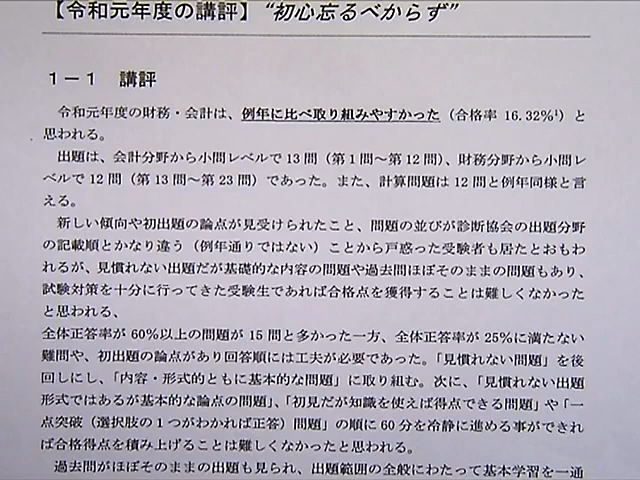 【令和元年度の講評】“初心忘るべからず”
1－1 講評
令和元年度の財務・会計は、例年に比べ取り組みやすかった（合格率 16.32%¹）と
思われる。
出題は、会計分野から小問レベルで 13 問（第 1 問～第 12 問）、財務分野から小問レ
ベルで 12 問（第 13 問～第 23 問）であった。また、計算問題は 12 問と例年同様と言
える。
新しい傾向や初出題の論点が見受けられたこと、問題の並びが診断協会の出題分野
の記載順とかなり違う（例年通りではない）ことから戸惑った受験者も居たとおもわ
れるが、見慣れない出題だが基礎的な内容の問題や過去問ほぼそのままの問題もあり、
試験対策を十分に行ってきた受験生であれば合格点を獲得することは難しくなかった
と思われる、
全体正答率が 60%以上の問題が 15 問と多かった一方、全体正答率が 25%に満たない
難問や、初出題の論点があり回答順には工夫が必要であった。「見慣れない問題」を後
回しにし、「内容・形式的ともに基本的な問題」に取り組む。次に、「見慣れない出題
形式ではあるが基本的な論点の問題」、「初見だが知識を使えば得点できる問題」や「一
点突破（選択肢の 1 つがわかれば正答）問題」の順に 60 分を冷静に進める事ができれ
ば合格得点を積み上げることは難しくなかったと思われる。
過去問がほぼそのままの出題も見られ、出題範囲の全般にわたって基本学習を一通